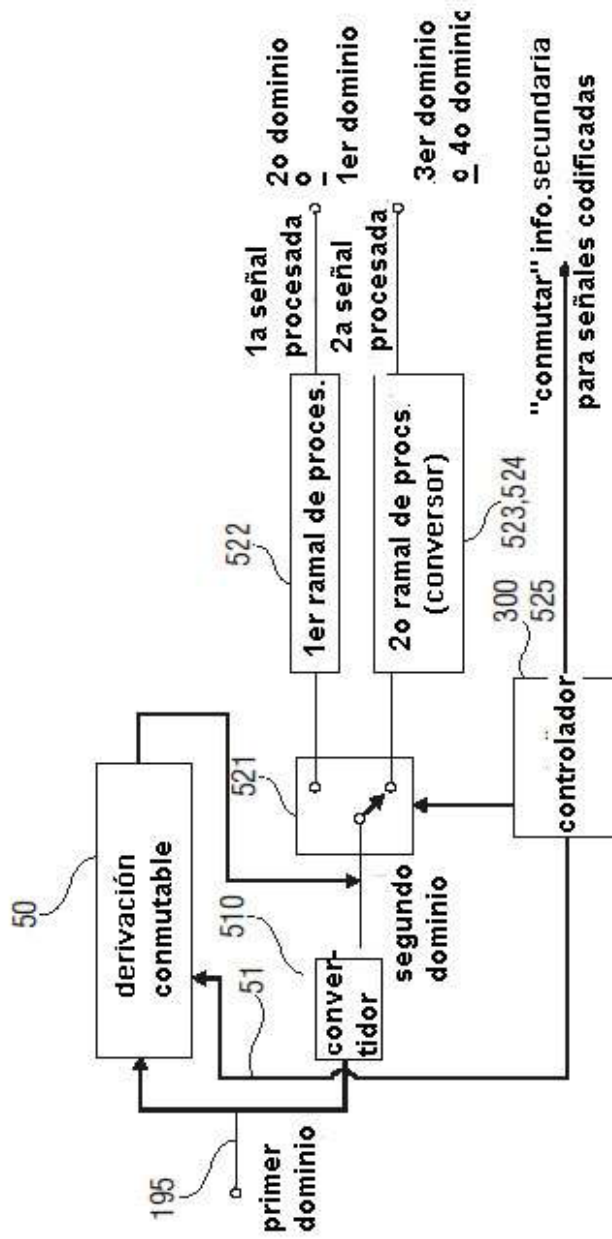 50
derivación
conmutable
195
primer
dominio
51
conver-
tidor
510
segundo
dominio
521
522
1er ramal de proces.
2o ramal de procs.
(conversor)
523,524
1a señal
procesada
2a señal
procesada
2o dominio
o
1er dominio
3er dominio
o 4o dominic
300
525
controlador
"conmutar" info.secundaria
para señales codificadas